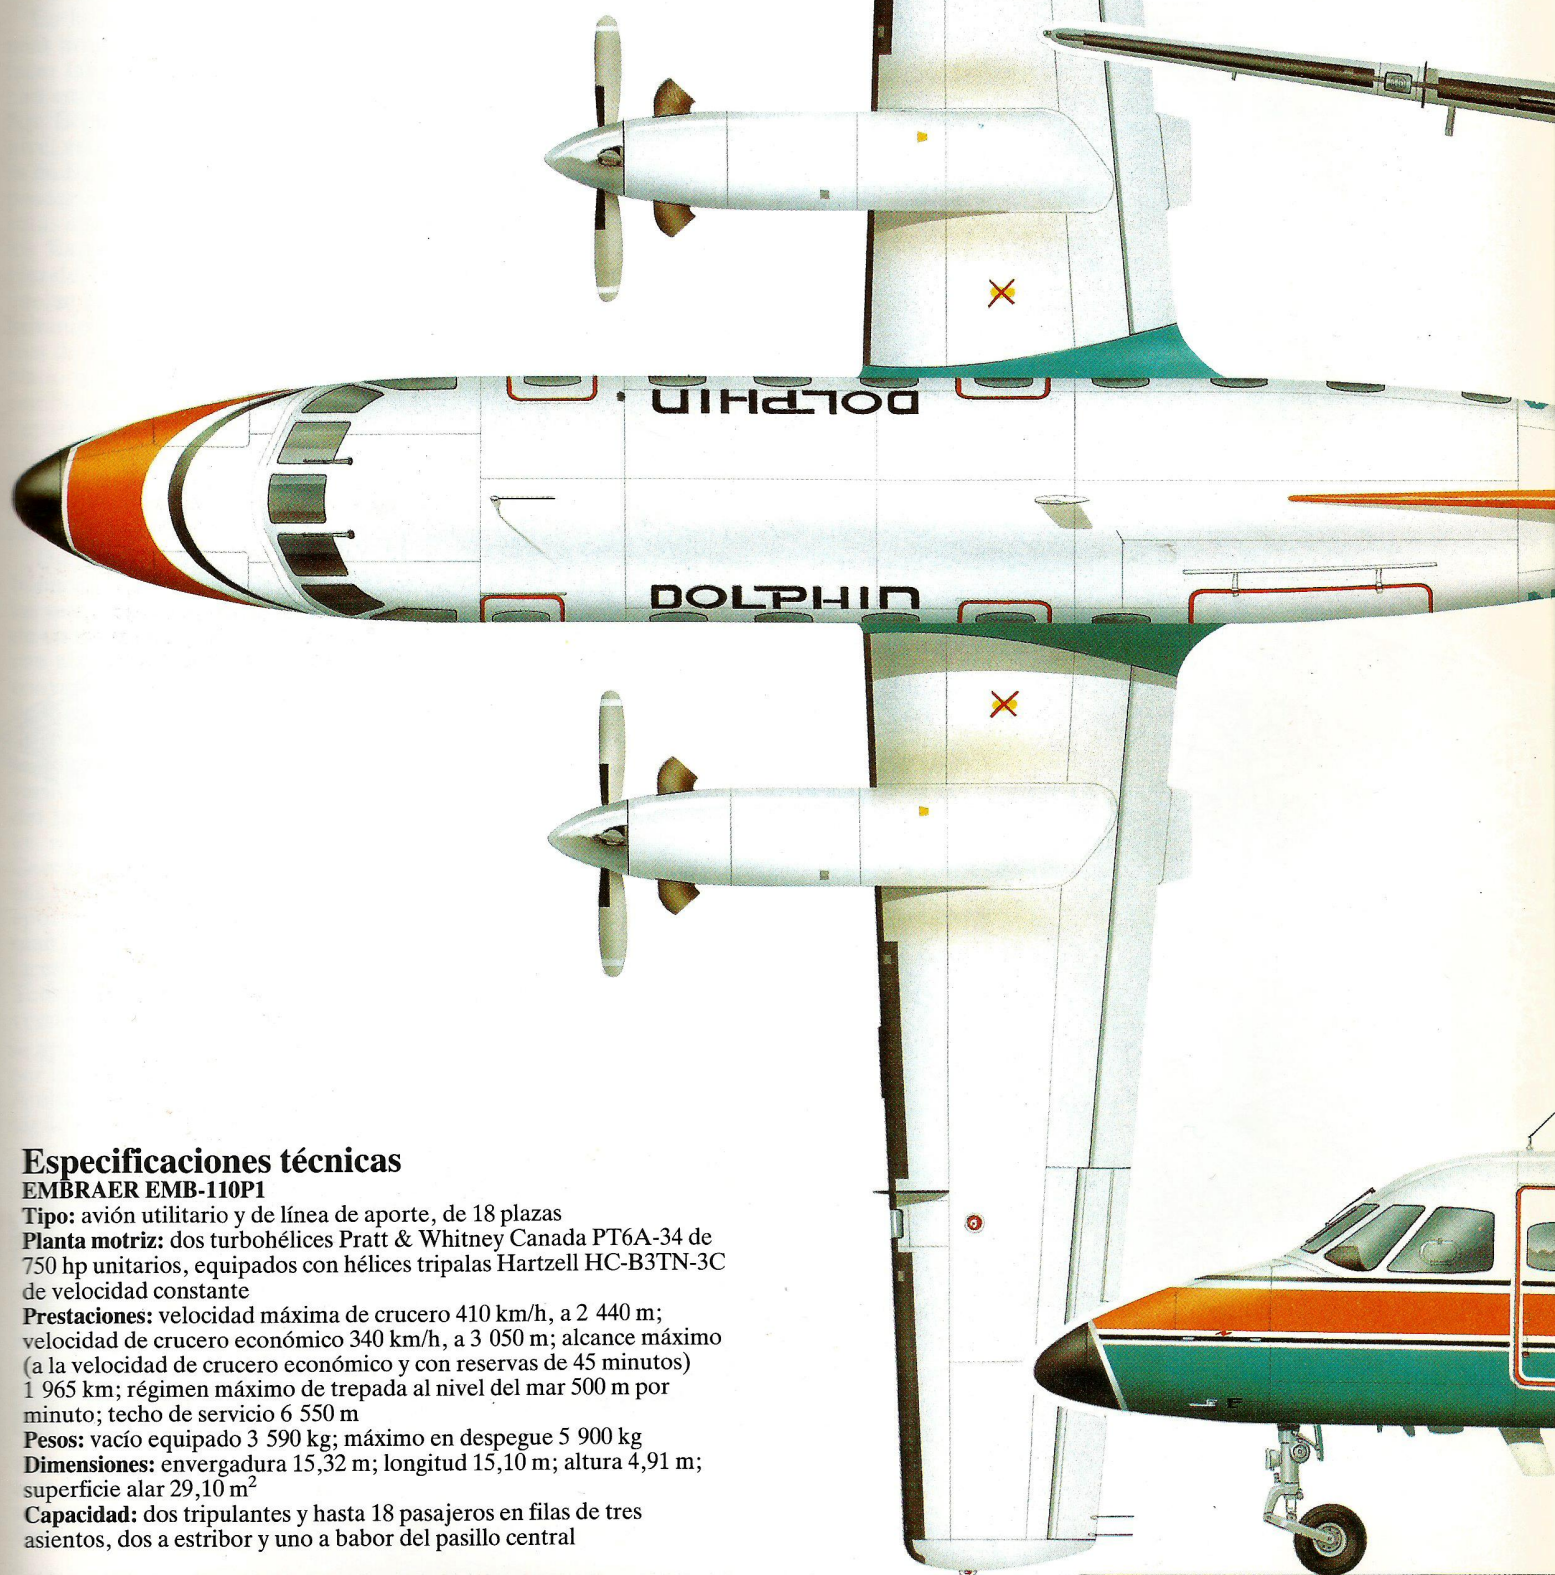 DOLPHIN
DOLPHIN
Especificaciones técnicas
EMBRAER EMB-110P1
Tipo: avión utilitario y de línea de aporte, de 18 plazas
Planta motriz: dos turbohélices Pratt & Whitney Canada PT6A-34 de
750 hp unitarios, equipados con hélices tripalas Hartzell HC-B3TN-3C
de velocidad constante
Prestaciones: velocidad máxima de crucero 410 km/h, a 2 440 m;
velocidad de crucero económico 340 km/h, a 3 050 m; alcance máximo
(a la velocidad de crucero económico y con reservas de 45 minutos)
1 965 km; régimen máximo de trepada al nivel del mar 500 m por
minuto; techo de servicio 6 550 m
Pesos: vacío equipado 3 590 kg; máximo en despegue 5 900 kg
Dimensiones: envergadura 15,32 m; longitud 15,10 m; altura 4,91 m;
superficie alar 29,10 m²
Capacidad: dos tripulantes y hasta 18 pasajeros en filas de tres
asientos, dos a estribor y uno a babor del pasillo central